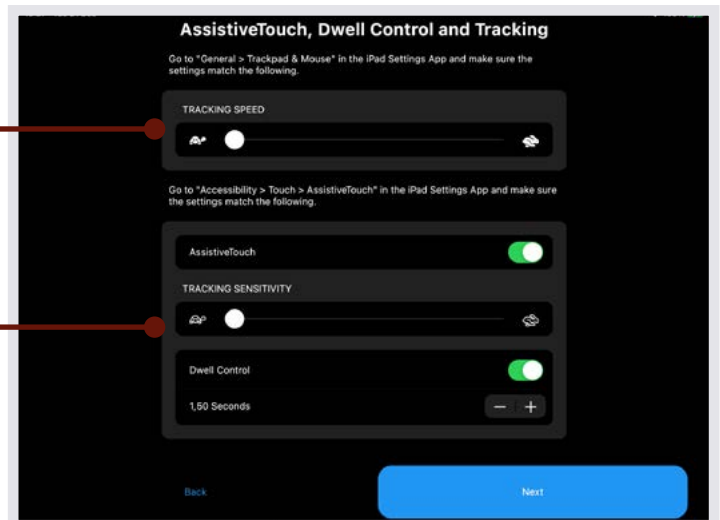 AssistiveTouch, Dwell Control and Tracking
Go to "General > Trackpad & Mouse" in the iPad Settings App and make sure the
settings match the following.
TRACKING SPEED
Go to "Accessibility > Touch > AssistiveTouch" in the iPad Settings App and make sure
the settings match the following.
AssistiveTouch
TRACKING SENSITIVITY
Dwell Control
1,50 Seconds
Back
Next